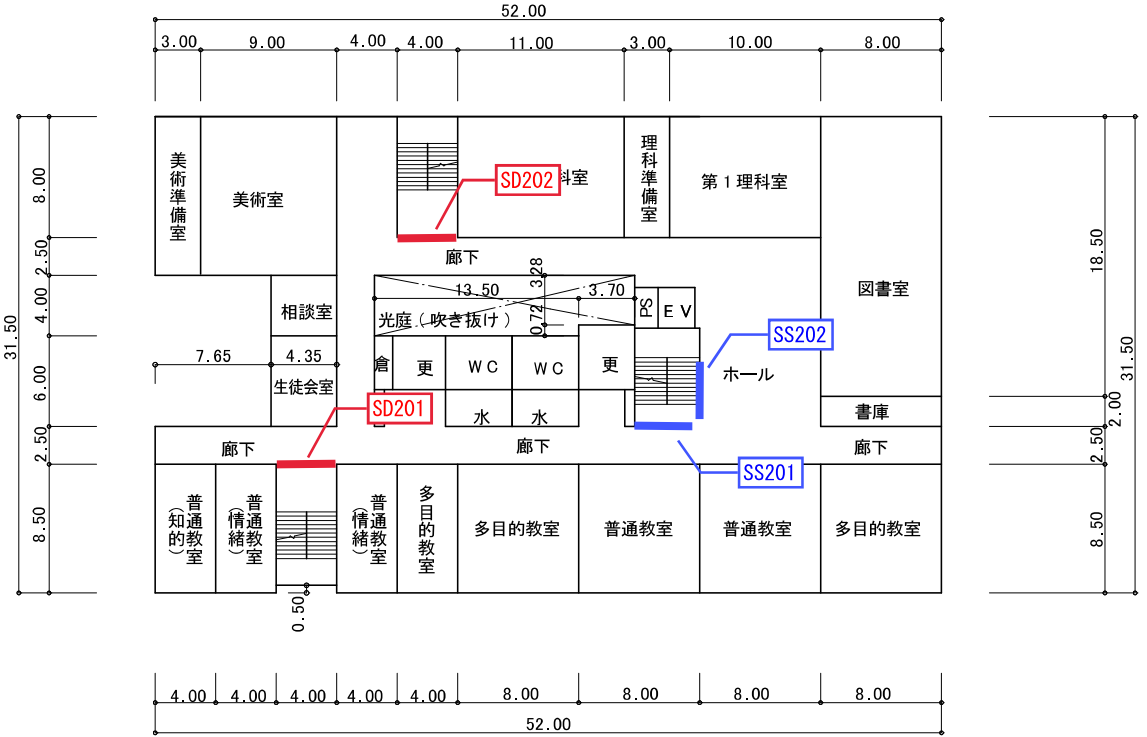 52.00
3.00 9.00 4.00 4.00 11.00 3.00 10.00 8.00
美術準備室
美術室
SD202
科室
理科準備室
第1理科室
廊下
図書室
8.00
2.50
4.00
6.00
2.50
8.50
31.50
18.50
2.00
2.50
8.50
31.50
相談室
13.50
3.28
3.70
0.72
光庭(吹き抜け)
PS
EV
SS202
7.65
4.35
生徒会室
倉
更
WC
WC
更
ホール
SD201
水
水
書庫
廊下
廊下
廊下
SS201
普通教室
(知的)
普通教室
(情緒)
普通教室
(情緒)
多目的教室
多目的教室
普通教室
普通教室
多目的教室
0.50
4.00 4.00 4.00 4.00 4.00 8.00 8.00 8.00 8.00
52.00